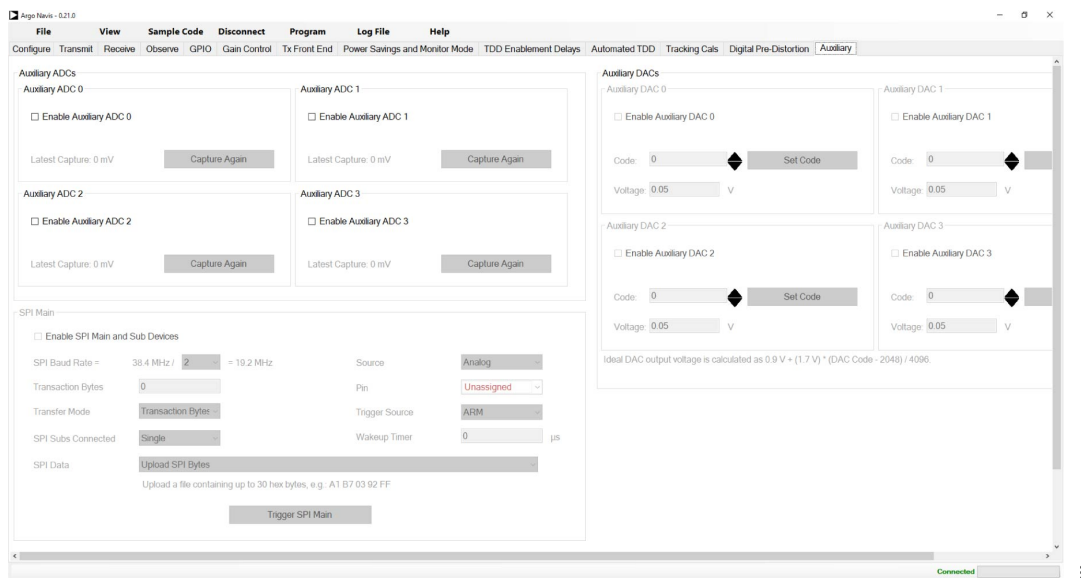 Argo Navis - 0.21.0
File View Sample Code Disconnect Program Log File Help
Configure Transmit Receive Observe GPIO Gain Control Tx Front End Power Savings and Monitor Mode TDD Enablement Delays Automated TDD Tracking Cals Digital Pre-Distortion Auxiliary
Auxiliary ADCs
Auxiliary ADC 0
Enable Auxiliary ADC 0
Latest Capture: 0 mV Capture Again
Auxiliary ADC 1
Enable Auxiliary ADC 1
Latest Capture: 0 mV Capture Again
Auxiliary ADC 2
Enable Auxiliary ADC 2
Latest Capture: 0 mV Capture Again
Auxiliary ADC 3
Enable Auxiliary ADC 3
Latest Capture: 0 mV Capture Again
SPI Main
Enable SPI Main and Sub Devices
SPI Baud Rate = 38.4 MHz / 2 = 19.2 MHz
Transaction Bytes 0
Transfer Mode Transaction Bytes
SPI Subs Connected Single
Source Analog
Pin Unassigned
Trigger Source ARM
Wakeup Timer 0 µs
SPI Data Upload SPI Bytes
Upload a file containing up to 30 hex bytes, e.g.: A1 B7 03 92 FF
Trigger SPI Main
Auxiliary DACs
Auxiliary DAC 0
Enable Auxiliary DAC 0
Code: 0 Set Code
Voltage: 0.05 V
Auxiliary DAC 1
Enable Auxiliary DAC 1
Code: 0
Voltage: 0.05 V
Auxiliary DAC 2
Enable Auxiliary DAC 2
Code: 0 Set Code
Voltage: 0.05 V
Auxiliary DAC 3
Enable Auxiliary DAC 3
Code: 0
Voltage: 0.05 V
Ideal DAC output voltage is calculated as 0.9 V + (1.7 V) * (DAC Code - 2048) / 4096.
Connected